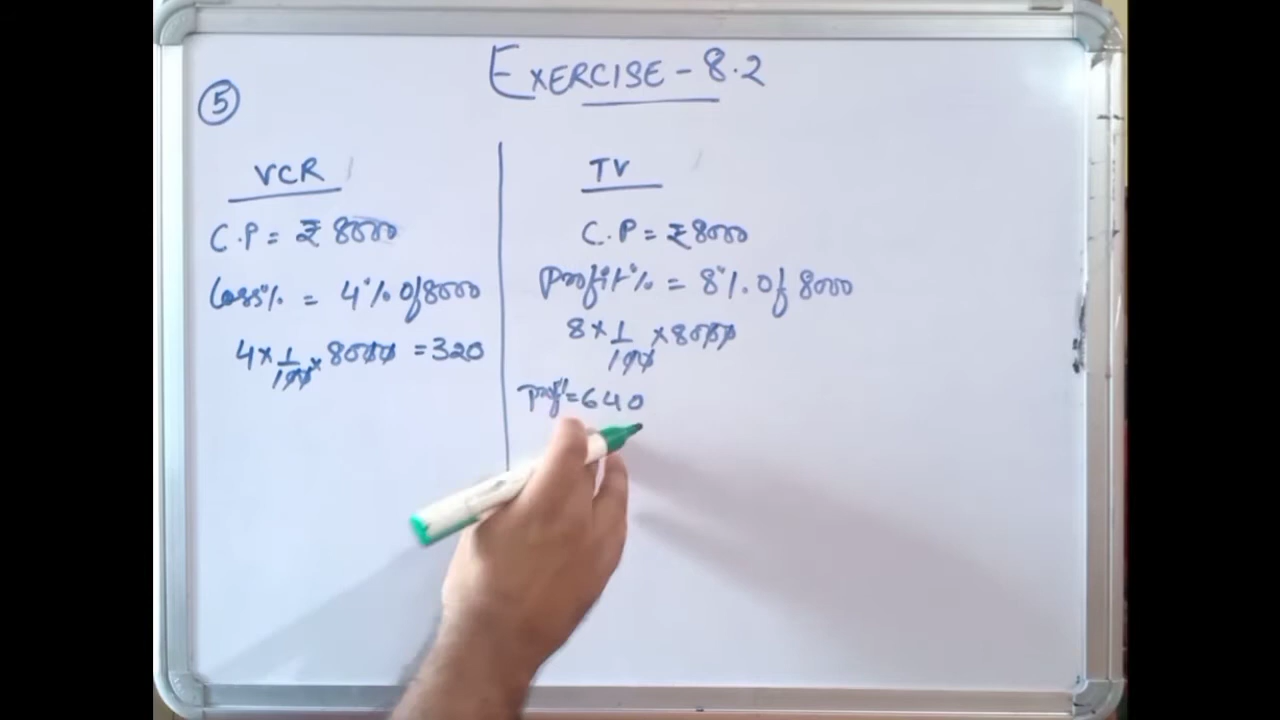 EXERCISE - 8.2
5
VCR
C.P = ₹ 8000
Loss% = 4% Of 8000
4 × 1/100 × 8000 = 320
TV
C.P = ₹ 8000
Profit% = 8% Of 8000
8 × 1/100 × 8000
Profit = 640